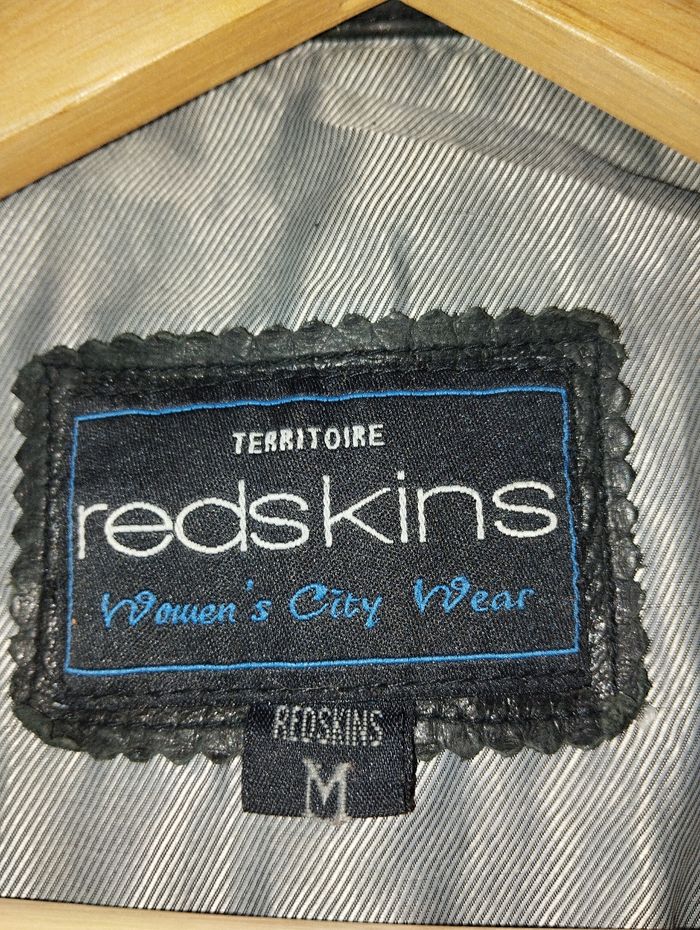 TERRITOIRE
redskins
Women's City Wear
REDSKINS
M